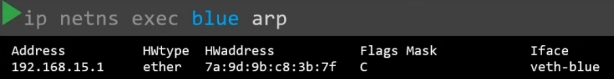 ip netns exec blue arp
Address HWtype HWaddress Flags Mask Iface
192.168.15.1 ether 7a:9d:9b:c8:3b:7f C veth-blue